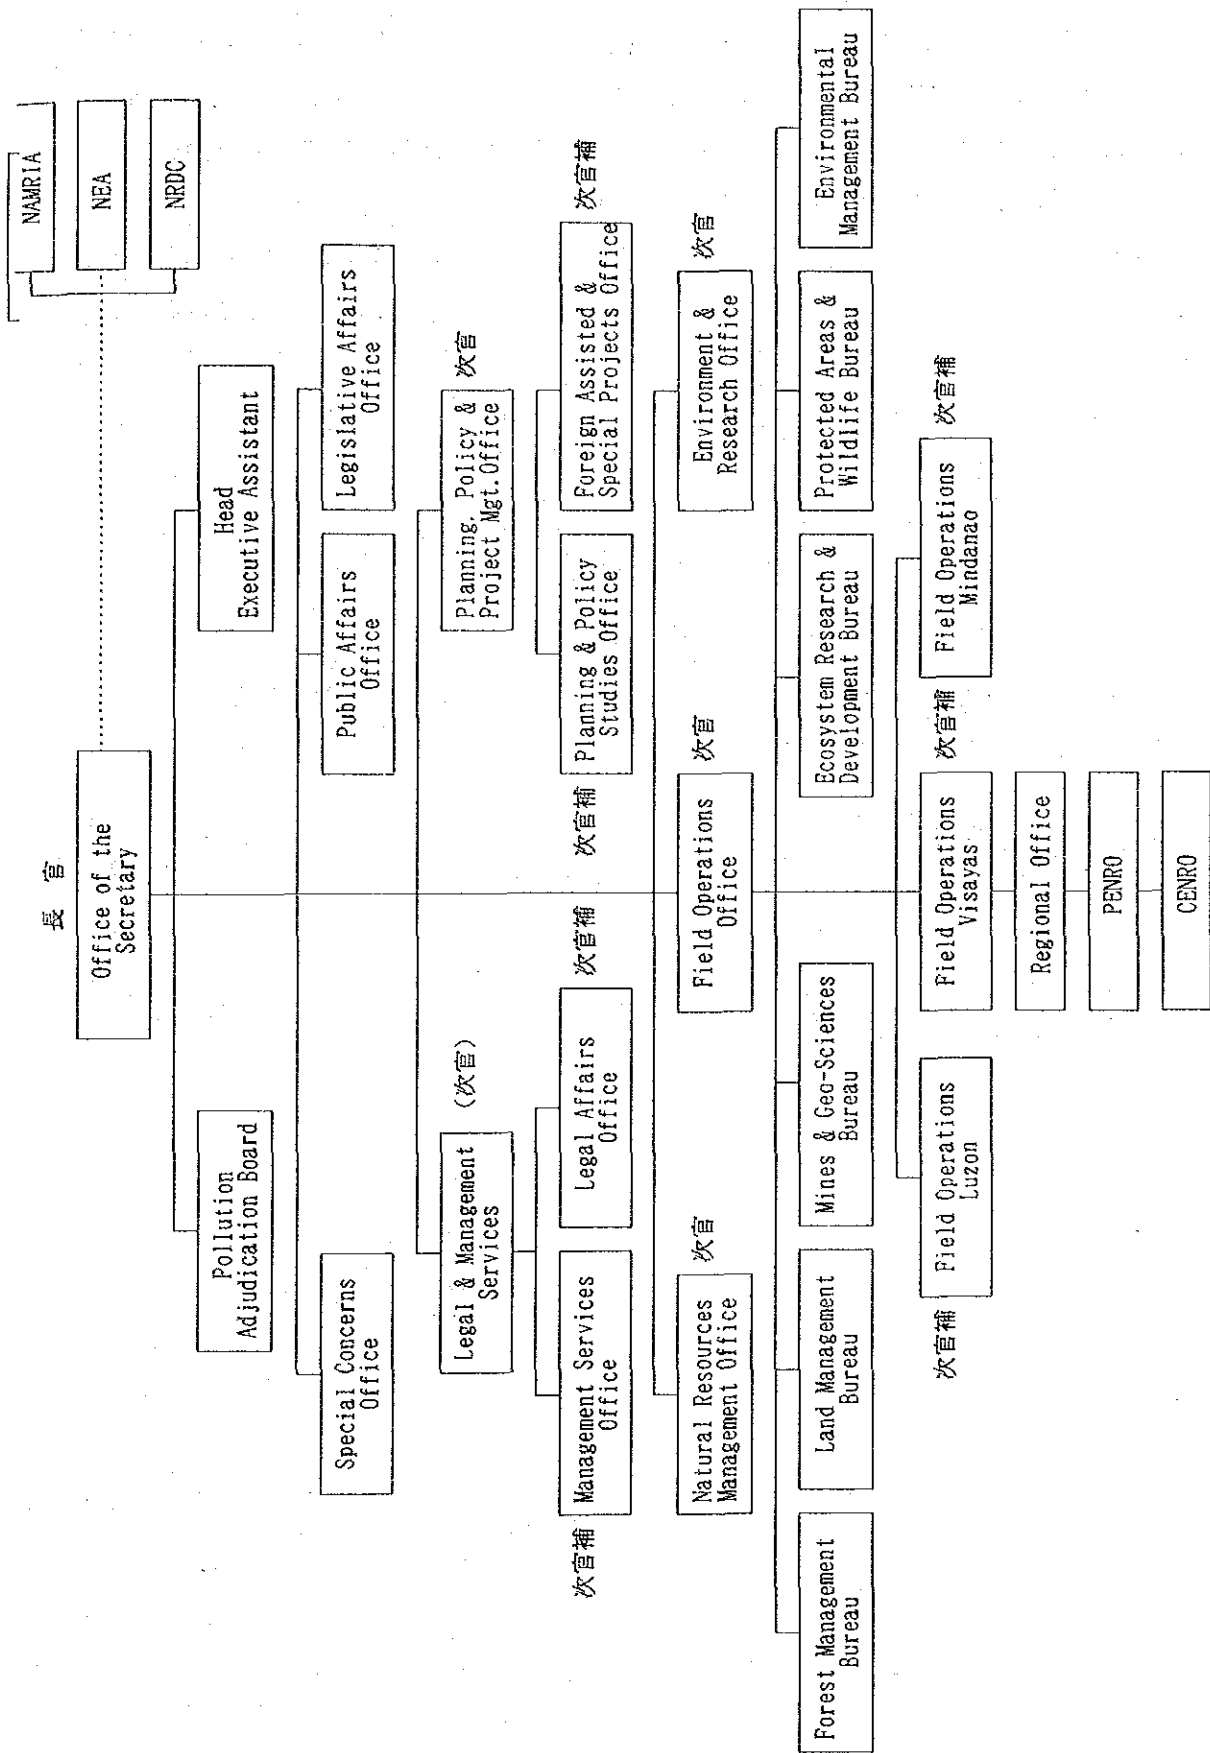 NAMRIA
NEA
NRDC
長 官
Office of the
Secretary
Pollution
Adjudication Board
Head
Executive Assistant
Special Concerns
Office
Public Affairs
Office
Legislative Affairs
Office
Legal & Management
Services
(次官)
Planning, Policy &
Project Mgt.Office
次官
次官補
Management Services
Office
Legal Affairs
Office
次官補
次官補
Planning & Policy
Studies Office
Foreign Assisted &
Special Projects Office
次官補
Natural Resources
Management Office
次官
Field Operations
Office
次官
Environment &
Research Office
次官
Forest Management
Bureau
Land Management
Bureau
Mines & Geo-Sciences
Bureau
Ecosystem Research &
Development Bureau
Protected Areas &
Wildlife Bureau
Environmental
Management Bureau
次官補
Field Operations
Luzon
Field Operations
Visayas
次官補
Field Operations
Mindanao
次官補
Regional Office
PENRO
CENRO